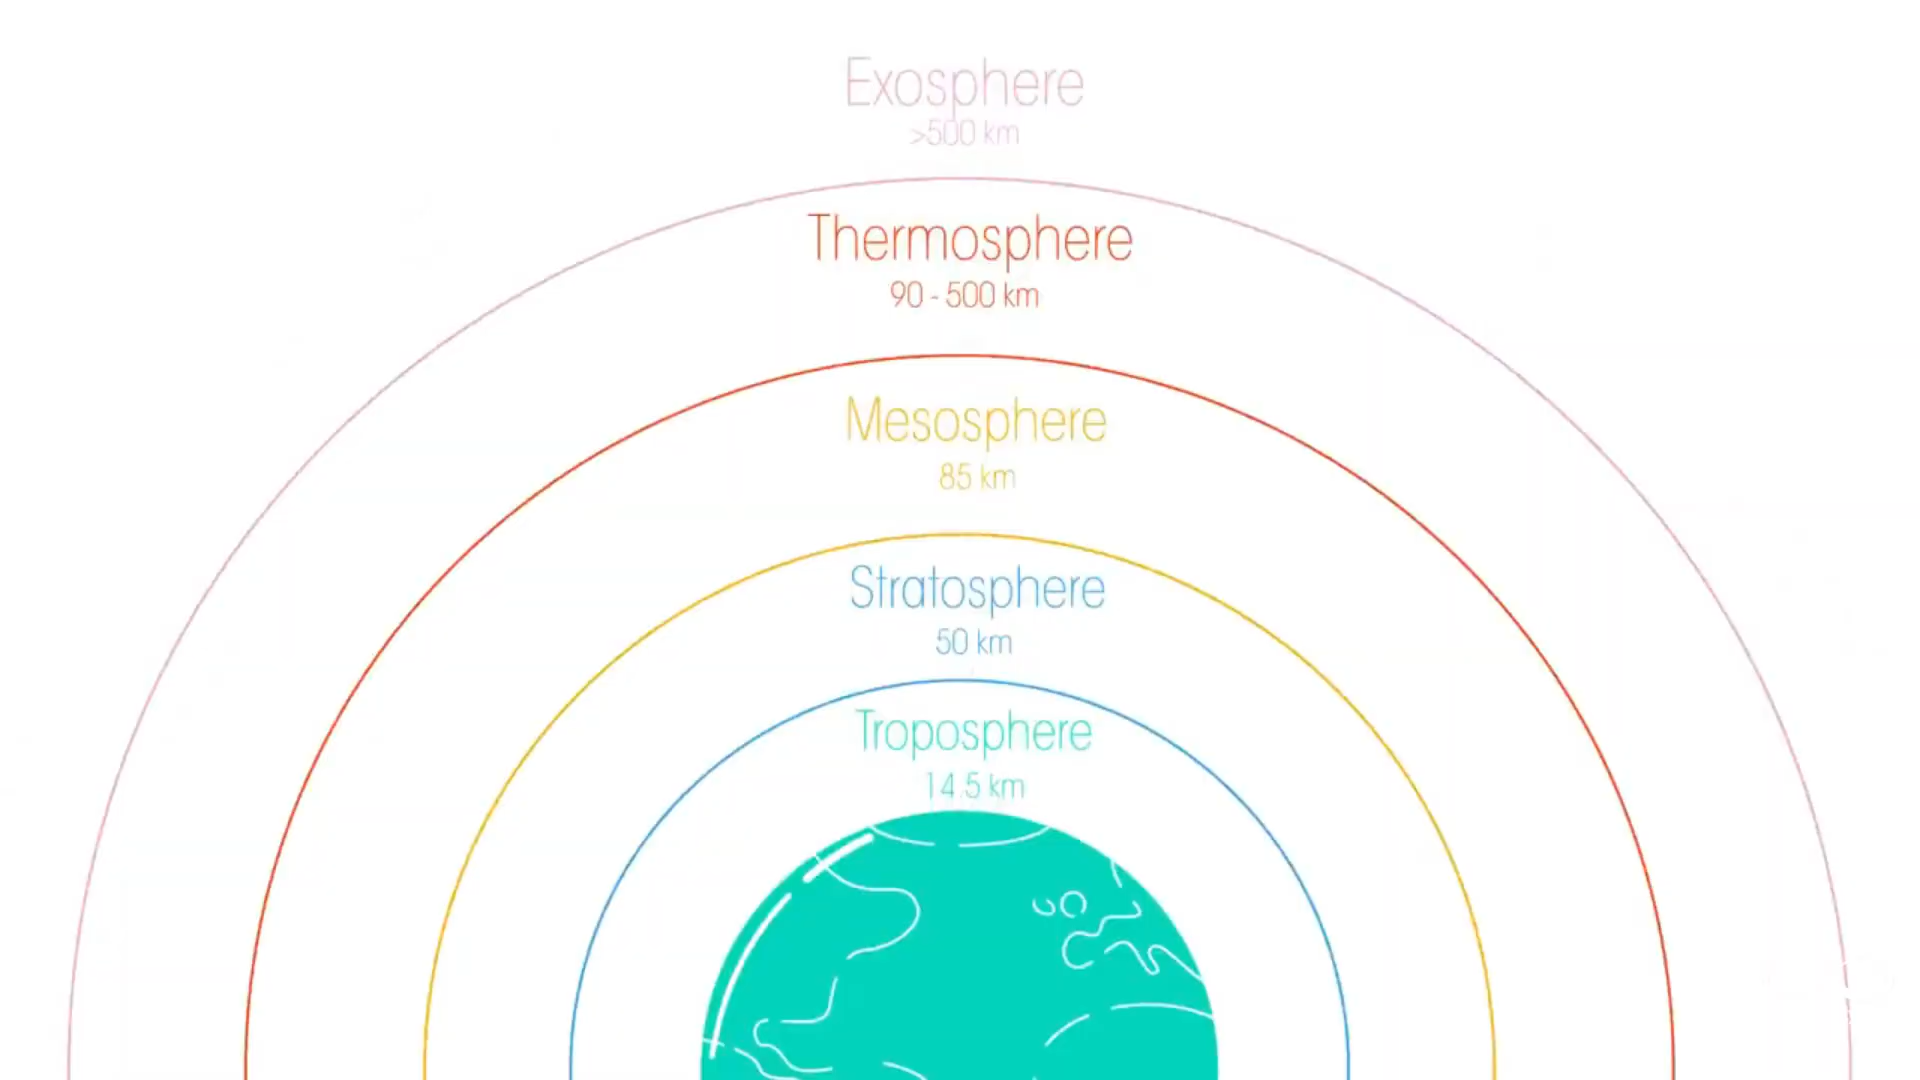 Exosphere
>500 km
Thermosphere
90 - 500 km
Mesosphere
85 km
Stratosphere
50 km
Troposphere
14.5 km